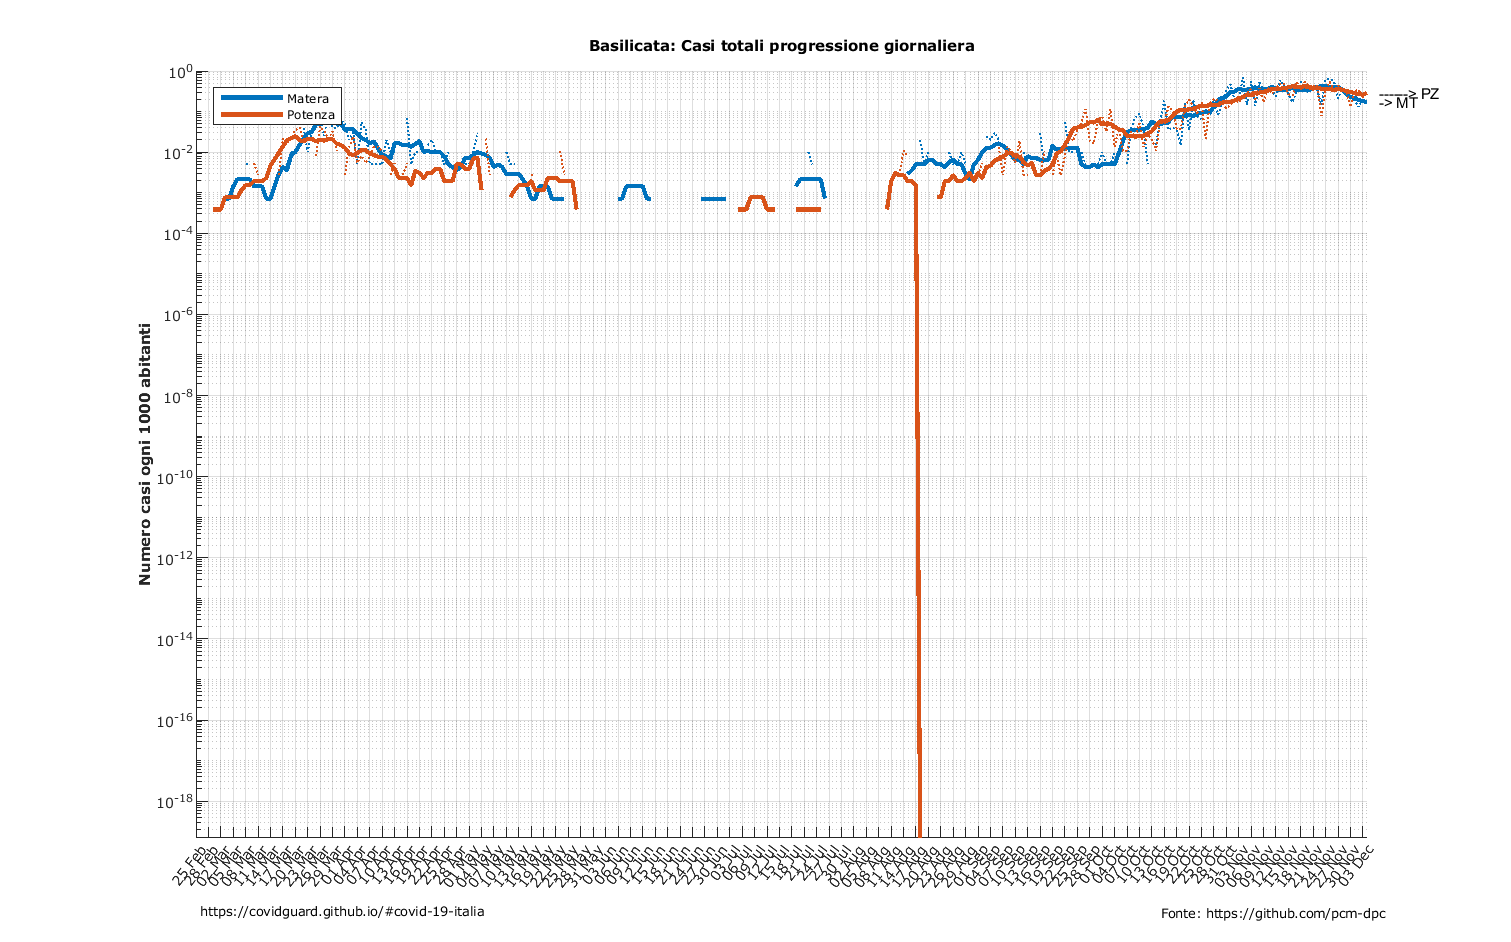 Basilicata: Casi totali progressione giornaliera
Matera
Potenza
10^0
10^-2
10^-4
10^-6
10^-8
10^-10
10^-12
10^-14
10^-16
10^-18
Numero casi ogni 1000 abitanti
------> PZ
-> MT
25 Feb
28 Feb
02 Mar
05 Mar
08 Mar
11 Mar
14 Mar
17 Mar
20 Mar
23 Mar
26 Mar
29 Mar
01 Apr
04 Apr
07 Apr
10 Apr
13 Apr
16 Apr
19 Apr
22 Apr
25 Apr
28 Apr
01 May
04 May
07 May
10 May
13 May
16 May
19 May
22 May
25 May
28 May
31 May
03 Jun
06 Jun
09 Jun
12 Jun
15 Jun
18 Jun
21 Jun
24 Jun
27 Jun
30 Jun
03 Jul
06 Jul
09 Jul
12 Jul
15 Jul
18 Jul
21 Jul
24 Jul
27 Jul
30 Jul
02 Aug
05 Aug
08 Aug
11 Aug
14 Aug
17 Aug
20 Aug
23 Aug
26 Aug
29 Aug
01 Sep
04 Sep
07 Sep
10 Sep
13 Sep
16 Sep
19 Sep
22 Sep
25 Sep
28 Sep
01 Oct
04 Oct
07 Oct
10 Oct
13 Oct
16 Oct
19 Oct
22 Oct
25 Oct
28 Oct
31 Oct
03 Nov
06 Nov
09 Nov
12 Nov
15 Nov
18 Nov
21 Nov
24 Nov
27 Nov
30 Nov
03 Dec
https://covidguard.github.io/#covid-19-italia
Fonte: https://github.com/pcm-dpc